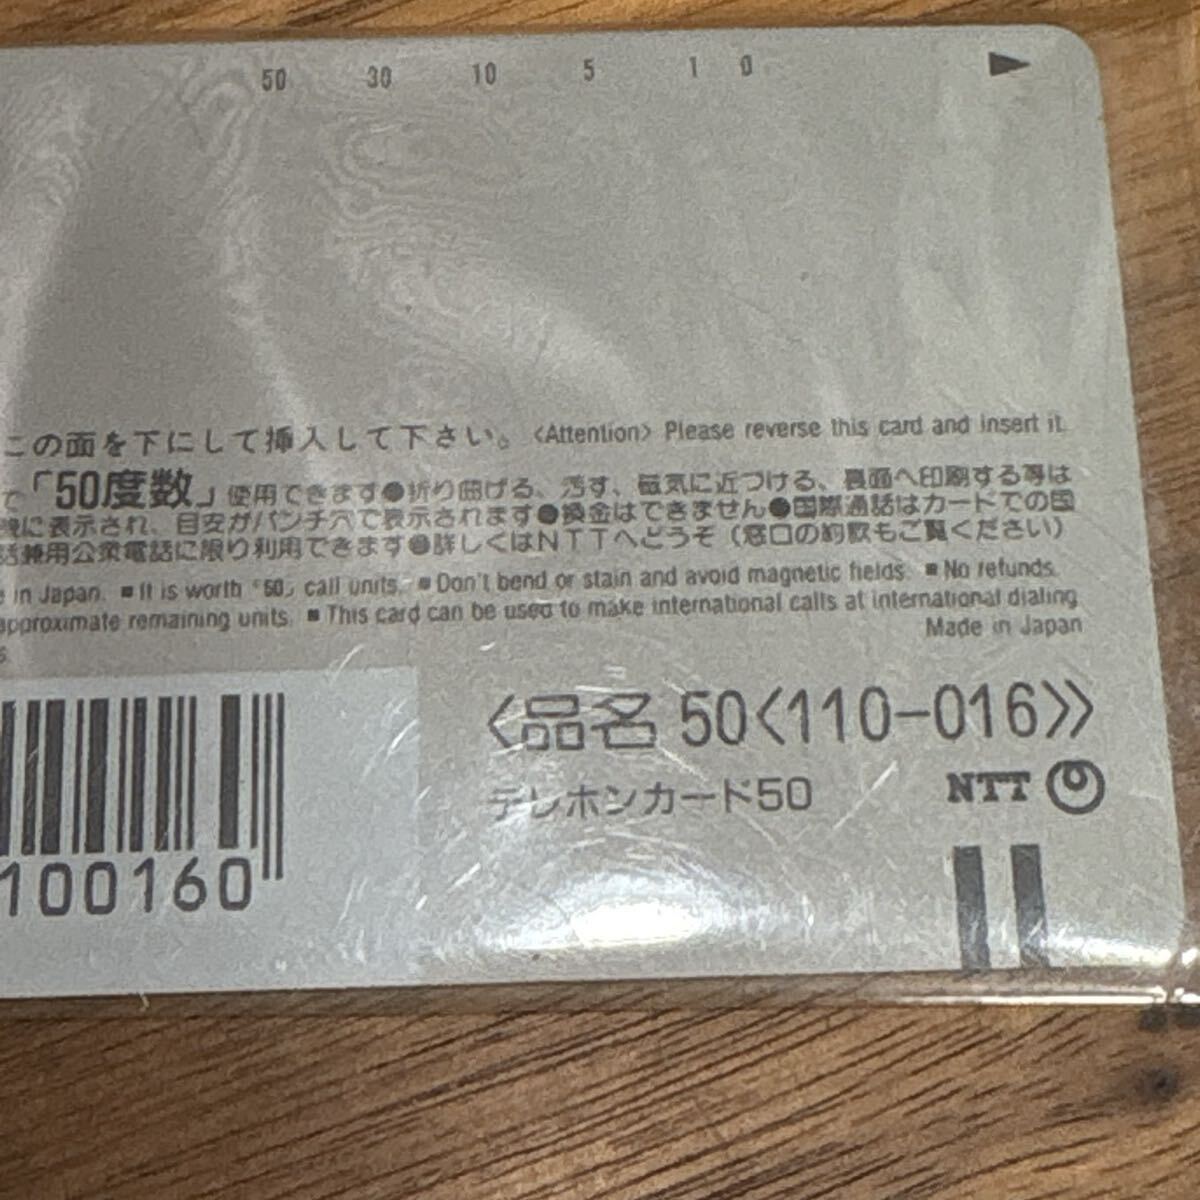 50 30 10 5 1 0
この面を下にして挿入して下さい。〈Attention〉 Please reverse this card and insert it.
で「50度数」使用できます●折り曲げる、汚す、磁気に近づける、裏面へ印刷する等は
に表示され、目安がパンチ穴で表示されます●換金はできません●国際通話はカードでの国
話兼用公衆電話に限り利用できます●詳しくはNTTへどうぞ（窓口の約款もご覧ください）
in Japan. ■It is worth「50」call units. ■Don't bend or stain and avoid magnetic fields. ■No refunds.
approximate remaining units. ■This card can be used to make international calls at international dialing
Made in Japan
〈品名 50〈110-016〉〉
テレホンカード50
NTT
100160